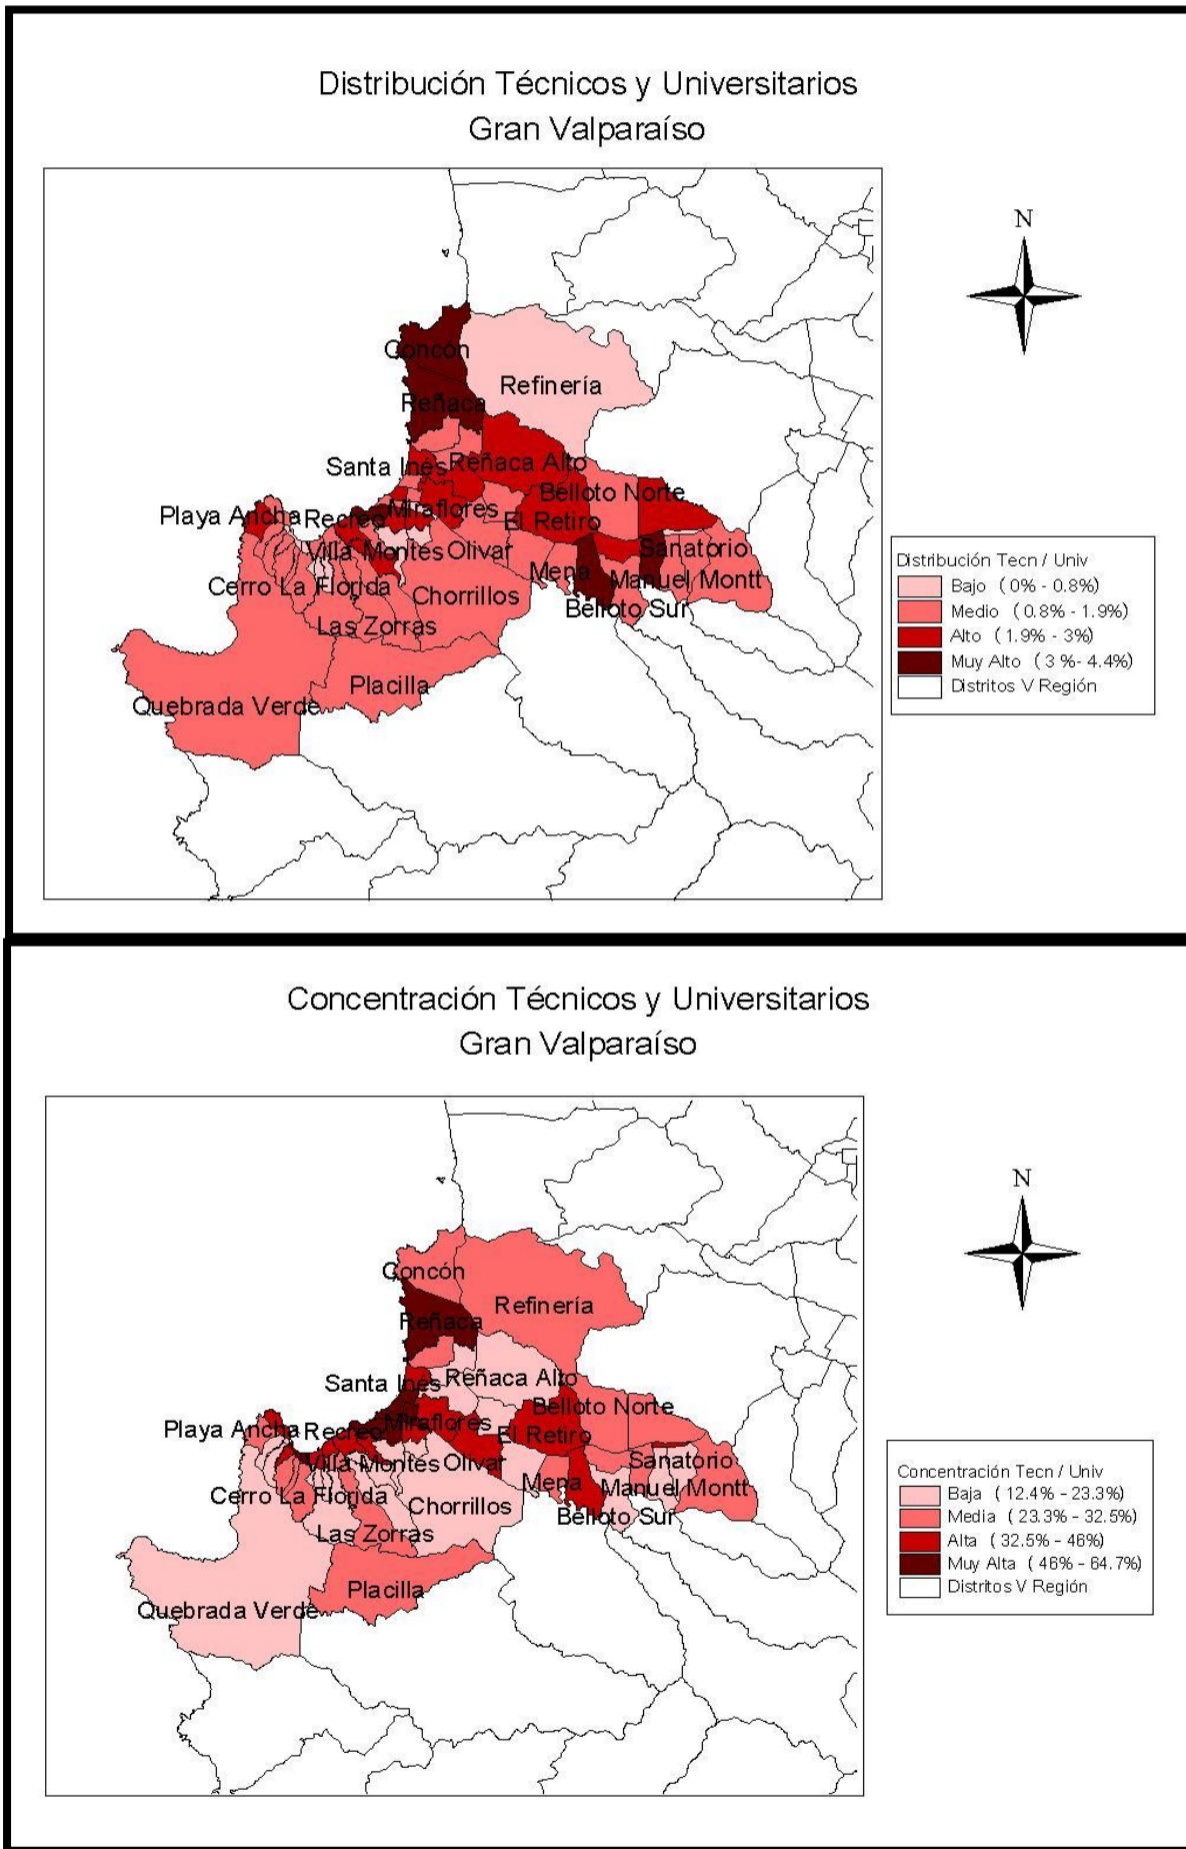 Distribución Técnicos y Universitarios
Gran Valparaíso
N
Concón
Refinería
Reñaca
Santa Inés
Reñaca Alto
Belloto Norte
Playa Ancha
Recreo
Miraflores
El Retiro
Villa Montes
Olivar
Sanatorio
Cerro La Florida
Chorrillos
Mena
Manuel Montt
Las Zorras
Belloto Sur
Placilla
Quebrada Verde
Distribución Tecn / Univ
Bajo ( 0% - 0.8%)
Medio ( 0.8% - 1.9%)
Alto ( 1.9% - 3%)
Muy Alto ( 3 %- 4.4%)
Distritos V Región
Concentración Técnicos y Universitarios
Gran Valparaíso
N
Concón
Refinería
Reñaca
Santa Inés
Reñaca Alto
Belloto Norte
Playa Ancha
Recreo
Miraflores
El Retiro
Villa Montes
Olivar
Sanatorio
Cerro La Florida
Chorrillos
Mena
Manuel Montt
Las Zorras
Belloto Sur
Placilla
Quebrada Verde
Concentración Tecn / Univ
Baja ( 12.4% - 23.3%)
Media ( 23.3% - 32.5%)
Alta ( 32.5% - 46%)
Muy Alta ( 46% - 64.7%)
Distritos V Región